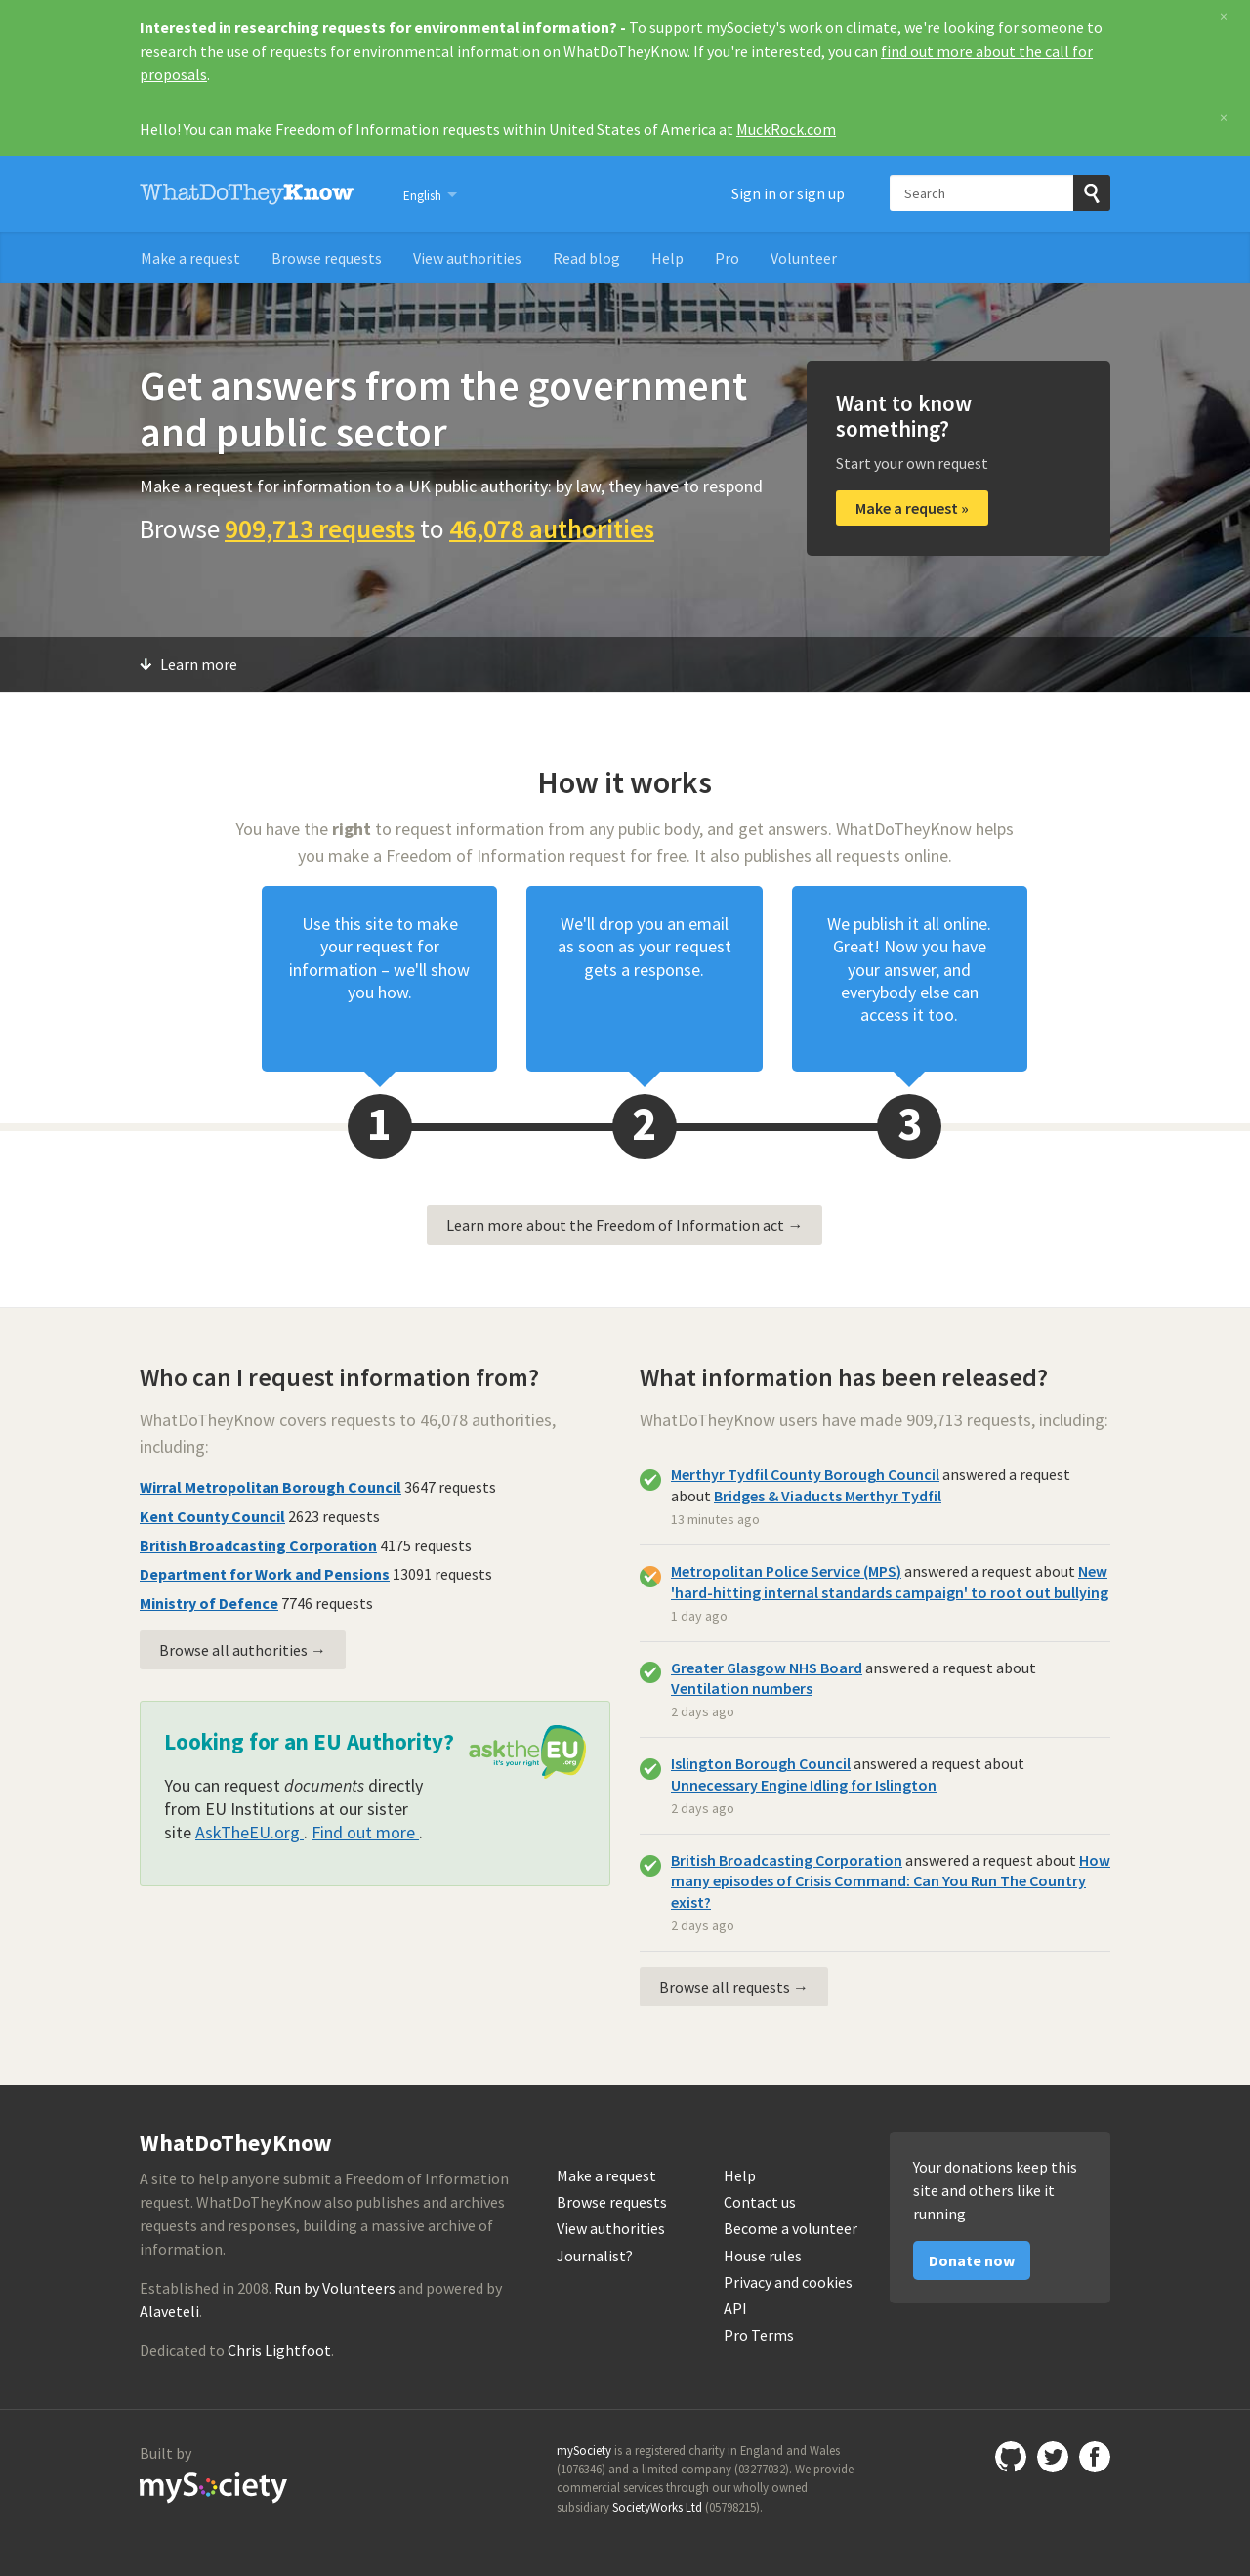 Interested in researching requests for environmental information? - To support mySociety's work on climate, we're looking for someone to
research the use of requests for environmental information on WhatDoTheyKnow. If you're interested, you can find out more about the call for
proposals.
×
Hello! You can make Freedom of Information requests within United States of America at MuckRock.com
×
WhatDoTheyKnow
English
Sign in or sign up
Search
Make a request
Browse requests
View authorities
Read blog
Help
Pro
Volunteer
Get answers from the government
and public sector
Make a request for information to a UK public authority: by law, they have to respond
Browse 909,713 requests to 46,078 authorities
Want to know
something?
Start your own request
Make a request »
Learn more
How it works
You have the right to request information from any public body, and get answers. WhatDoTheyKnow helps
you make a Freedom of Information request for free. It also publishes all requests online.
Use this site to make
your request for
information – we'll show
you how.
We'll drop you an email
as soon as your request
gets a response.
We publish it all online.
Great! Now you have
your answer, and
everybody else can
access it too.
1
2
3
Learn more about the Freedom of Information act →
Who can I request information from?
WhatDoTheyKnow covers requests to 46,078 authorities,
including:
Wirral Metropolitan Borough Council 3647 requests
Kent County Council 2623 requests
British Broadcasting Corporation 4175 requests
Department for Work and Pensions 13091 requests
Ministry of Defence 7746 requests
Browse all authorities →
Looking for an EU Authority?
asktheEU.org
it's your right
You can request documents directly
from EU Institutions at our sister
site AskTheEU.org . Find out more .
What information has been released?
WhatDoTheyKnow users have made 909,713 requests, including:
Merthyr Tydfil County Borough Council answered a request
about Bridges & Viaducts Merthyr Tydfil
13 minutes ago
Metropolitan Police Service (MPS) answered a request about New
'hard-hitting internal standards campaign' to root out bullying
1 day ago
Greater Glasgow NHS Board answered a request about
Ventilation numbers
2 days ago
Islington Borough Council answered a request about
Unnecessary Engine Idling for Islington
2 days ago
British Broadcasting Corporation answered a request about How
many episodes of Crisis Command: Can You Run The Country
exist?
2 days ago
Browse all requests →
WhatDoTheyKnow
A site to help anyone submit a Freedom of Information
request. WhatDoTheyKnow also publishes and archives
requests and responses, building a massive archive of
information.
Established in 2008. Run by Volunteers and powered by
Alaveteli.
Dedicated to Chris Lightfoot.
Make a request
Browse requests
View authorities
Journalist?
Help
Contact us
Become a volunteer
House rules
Privacy and cookies
API
Pro Terms
Your donations keep this
site and others like it
running
Donate now
Built by
mySociety
mySociety is a registered charity in England and Wales
(1076346) and a limited company (03277032). We provide
commercial services through our wholly owned
subsidiary SocietyWorks Ltd (05798215).